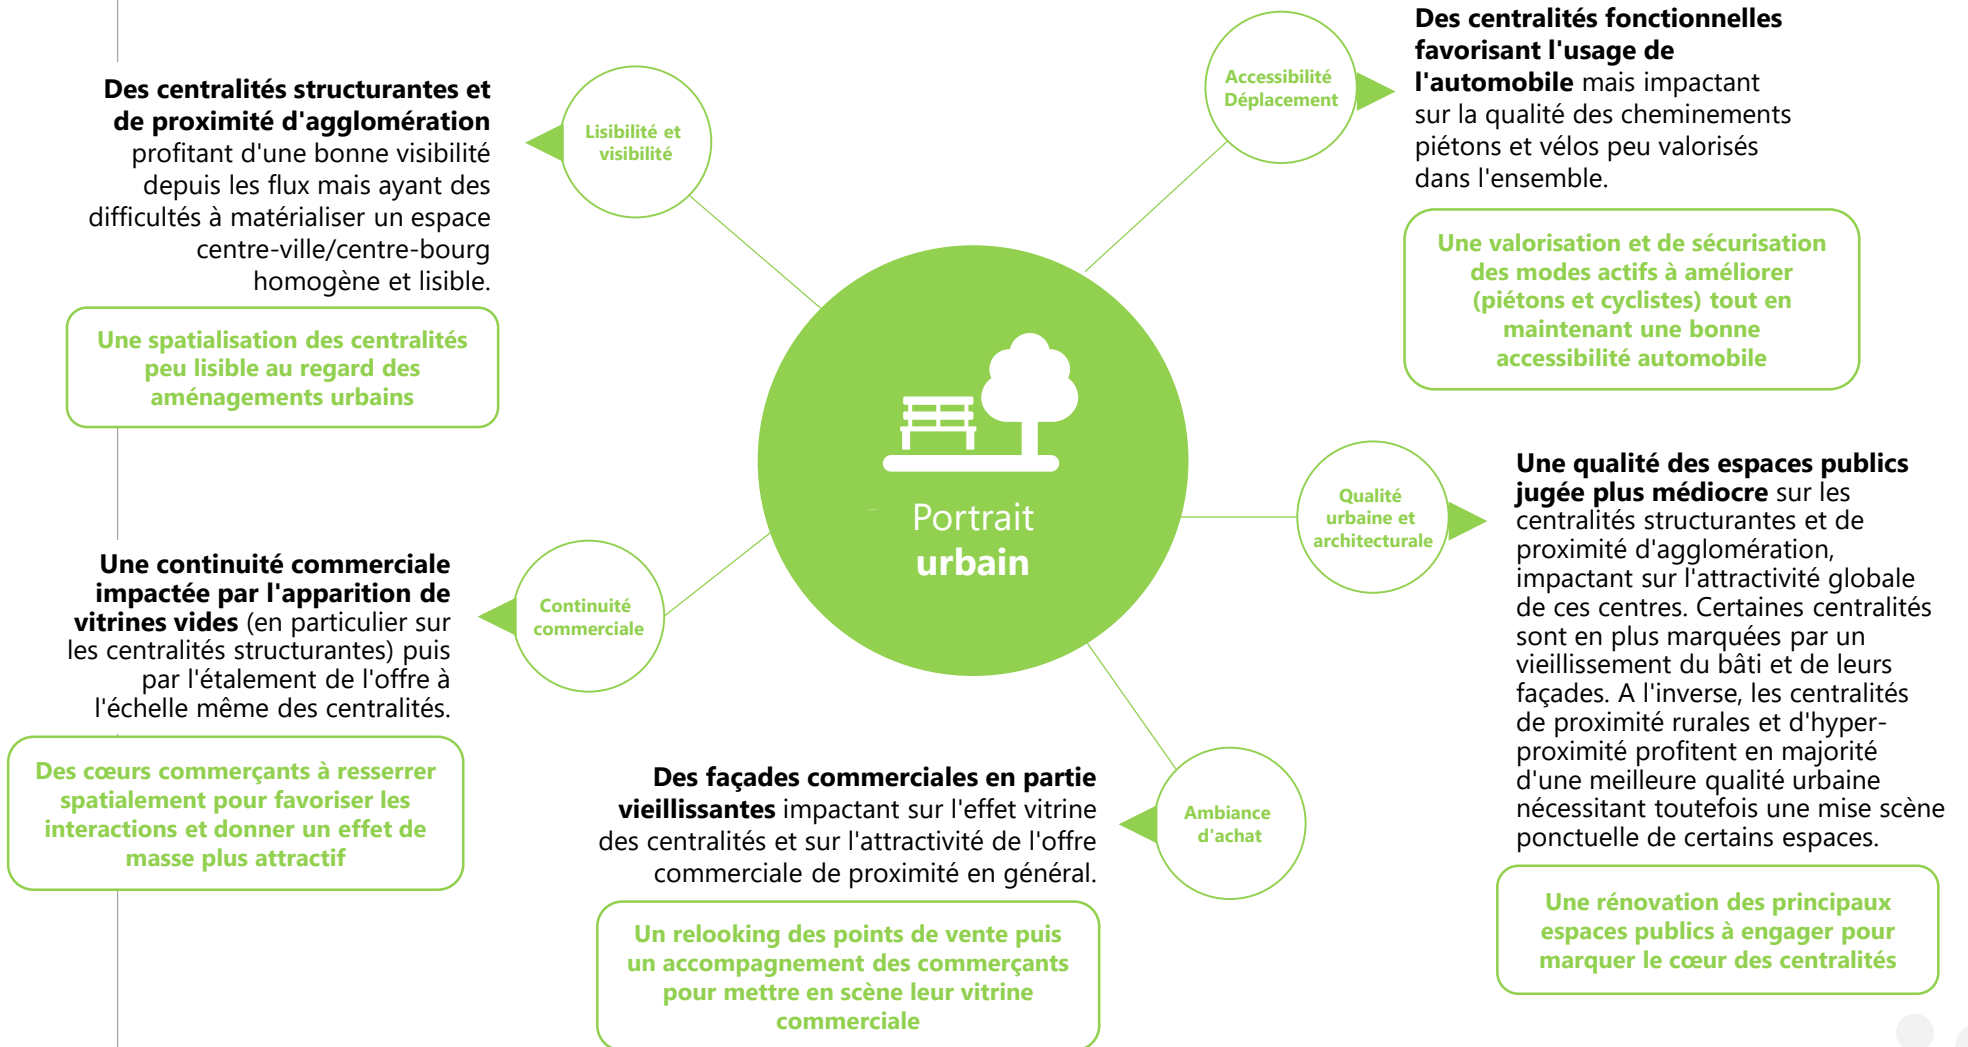 Des centralités structurantes et
de proximité d'agglomération
profitant d'une bonne visibilité
depuis les flux mais ayant des
difficultés à matérialiser un espace
centre-ville/centre-bourg
homogène et lisible.
Lisibilité et
visibilité
Une spatialisation des centralités
peu lisible au regard des
aménagements urbains
Accessibilité
Déplacement
Des centralités fonctionnelles
favorisant l'usage de
l'automobile mais impactant
sur la qualité des cheminements
piétons et vélos peu valorisés
dans l'ensemble.
Une valorisation et de sécurisation
des modes actifs à améliorer
(piétons et cyclistes) tout en
maintenant une bonne
accessibilité automobile
Portrait
urbain
Une continuité commerciale
impactée par l'apparition de
vitrines vides (en particulier sur
les centralités structurantes) puis
par l'étalement de l'offre à
l'échelle même des centralités.
Continuité
commerciale
Des cœurs commerçants à resserrer
spatialement pour favoriser les
interactions et donner un effet de
masse plus attractif
Qualité
urbaine et
architecturale
Une qualité des espaces publics
jugée plus médiocre sur les
centralités structurantes et de
proximité d'agglomération,
impactant sur l'attractivité globale
de ces centres. Certaines centralités
sont en plus marquées par un
vieillissement du bâti et de leurs
façades. A l'inverse, les centralités
de proximité rurales et d'hyper-
proximité profitent en majorité
d'une meilleure qualité urbaine
nécessitant toutefois une mise scène
ponctuelle de certains espaces.
Une rénovation des principaux
espaces publics à engager pour
marquer le cœur des centralités
Des façades commerciales en partie
vieillissantes impactant sur l'effet vitrine
des centralités et sur l'attractivité de l'offre
commerciale de proximité en général.
Ambiance
d'achat
Un relooking des points de vente puis
un accompagnement des commerçants
pour mettre en scène leur vitrine
commerciale